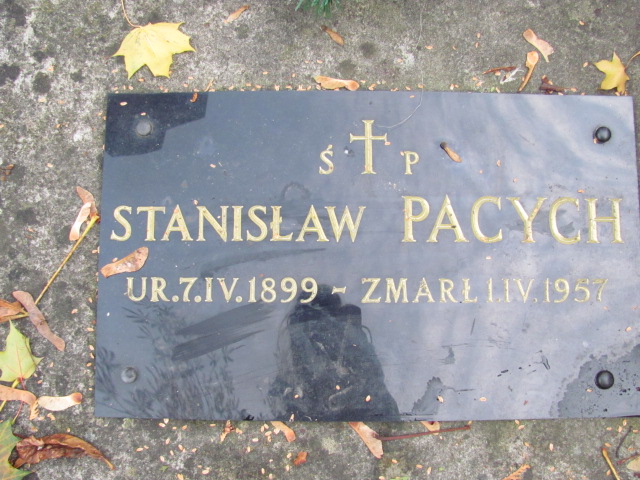 Ś P
STANISŁAW PACYCH
UR.7.IV.1899 - ZMARŁ 1.IV.1957